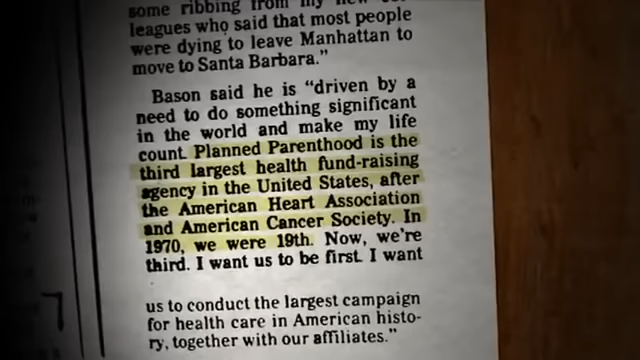 some ribbing from my new col-
leagues who said that most people
were dying to leave Manhattan to
move to Santa Barbara."
Bason said he is "driven by a
need to do something significant
in the world and make my life
count. Planned Parenthood is the
third largest health fund-raising
agency in the United States, after
the American Heart Association
and American Cancer Society. In
1970, we were 19th. Now, we're
third. I want us to be first. I want
us to conduct the largest campaign
for health care in American histo-
ry, together with our affiliates."